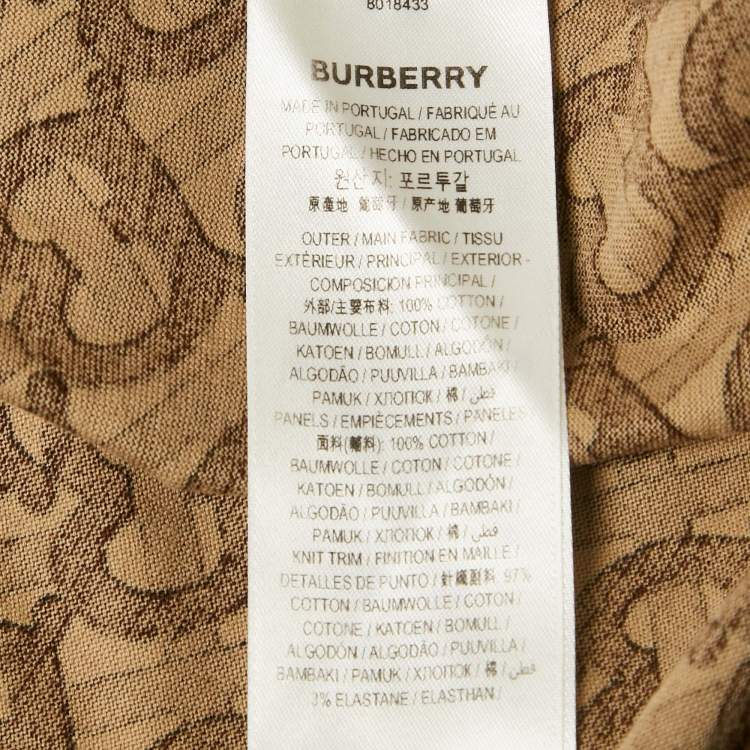 8018433
BURBERRY
MADE IN PORTUGAL / FABRIQUÉ AU
PORTUGAL / FABRICADO EM
PORTUGAL / HECHO EN PORTUGAL
원산지: 포르투갈
原產地 葡萄牙 / 原产地 葡萄牙
OUTER / MAIN FABRIC / TISSU
EXTÉRIEUR / PRINCIPAL / EXTERIOR -
COMPOSICIÓN PRINCIPAL /
外部/主要布料: 100% COTTON /
BAUMWOLLE / COTON / COTONE /
KATOEN / BOMULL / ALGODÓN /
ALGODÃO / PUUVILLA / BAMBAKI /
PAMUK / ХЛОПОК / 棉 / قطن /
PANELS / EMPIÈCEMENTS / PANELES
面料(輔料): 100% COTTON /
BAUMWOLLE / COTON / COTONE /
KATOEN / BOMULL / ALGODÓN /
ALGODÃO / PUUVILLA / BAMBAKI /
PAMUK / ХЛОПОК / 棉 / قطن /
KNIT TRIM / FINITION EN MAILLE /
DETALLES DE PUNTO / 針織副料 97%
COTTON / BAUMWOLLE / COTON /
COTONE / KATOEN / BOMULL /
ALGODÓN / ALGODÃO / PUUVILLA /
BAMBAKI / PAMUK / ХЛОПОК / 棉 / قطن /
3% ELASTANE / ELASTHAN /